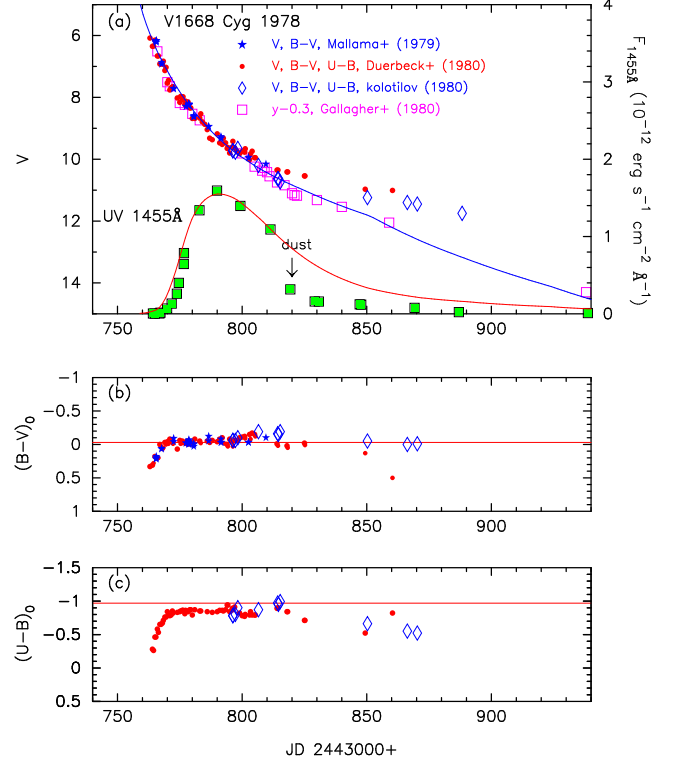 (a) V1668 Cyg 1978
V, B-V, Mallama+ (1979)
V, B-V, U-B, Duerbeck+ (1980)
V, B-V, U-B, kolotilov (1980)
y-0.3, Gallagher+ (1980)
UV 1455Å
dust
V
6
8
10
12
14
F1455Å (10−12 erg s−1 cm−2 Å−1)
4
3
2
1
0
750
800
850
900
(b)
(B-V)0
-1
-0.5
0
0.5
1
750
800
850
900
(c)
(U-B)0
-1.5
-1
-0.5
0
0.5
750
800
850
900
JD 2443000+